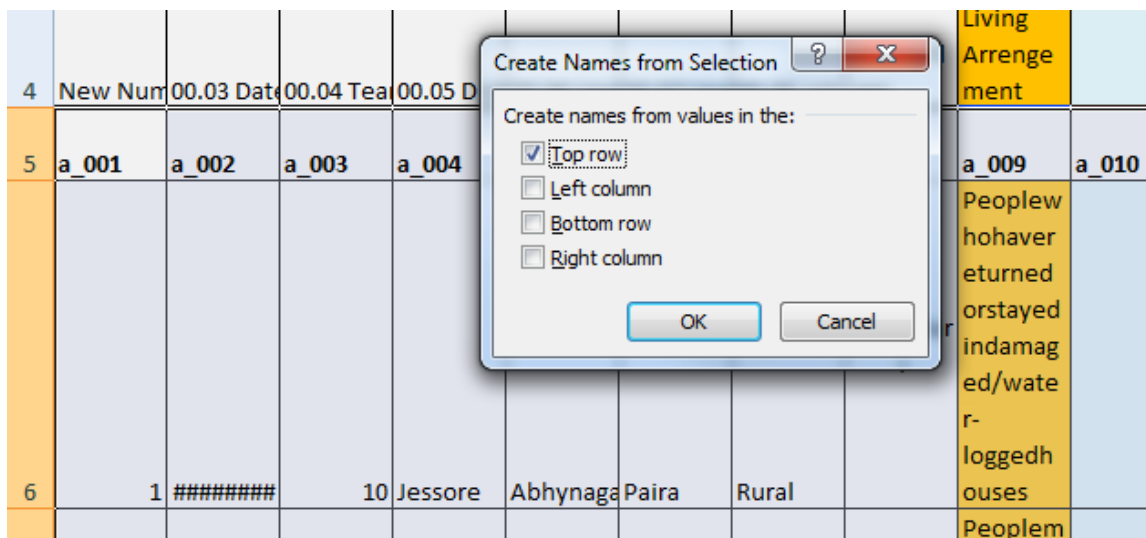 Living
Arrenge
ment
Create Names from Selection
4 New Num 00.03 Dat 00.04 Tea 00.05 D
Create names from values in the:
Top row
Left column
Bottom row
Right column
OK Cancel
5 a_001 a_002 a_003 a_004 a_009 a_010
Peoplew
hohaver
eturned
orstayed
indamag
ed/wate
r-
loggedh
ouses
6 1 ######## 10 Jessore Abhynaga Paira Rural
Peoplem